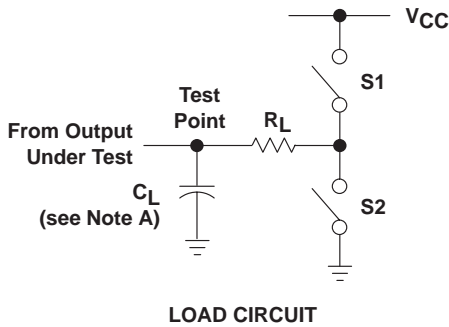 VCC
S1
Test
Point
RL
From Output
Under Test
CL
(see Note A)
S2
LOAD CIRCUIT